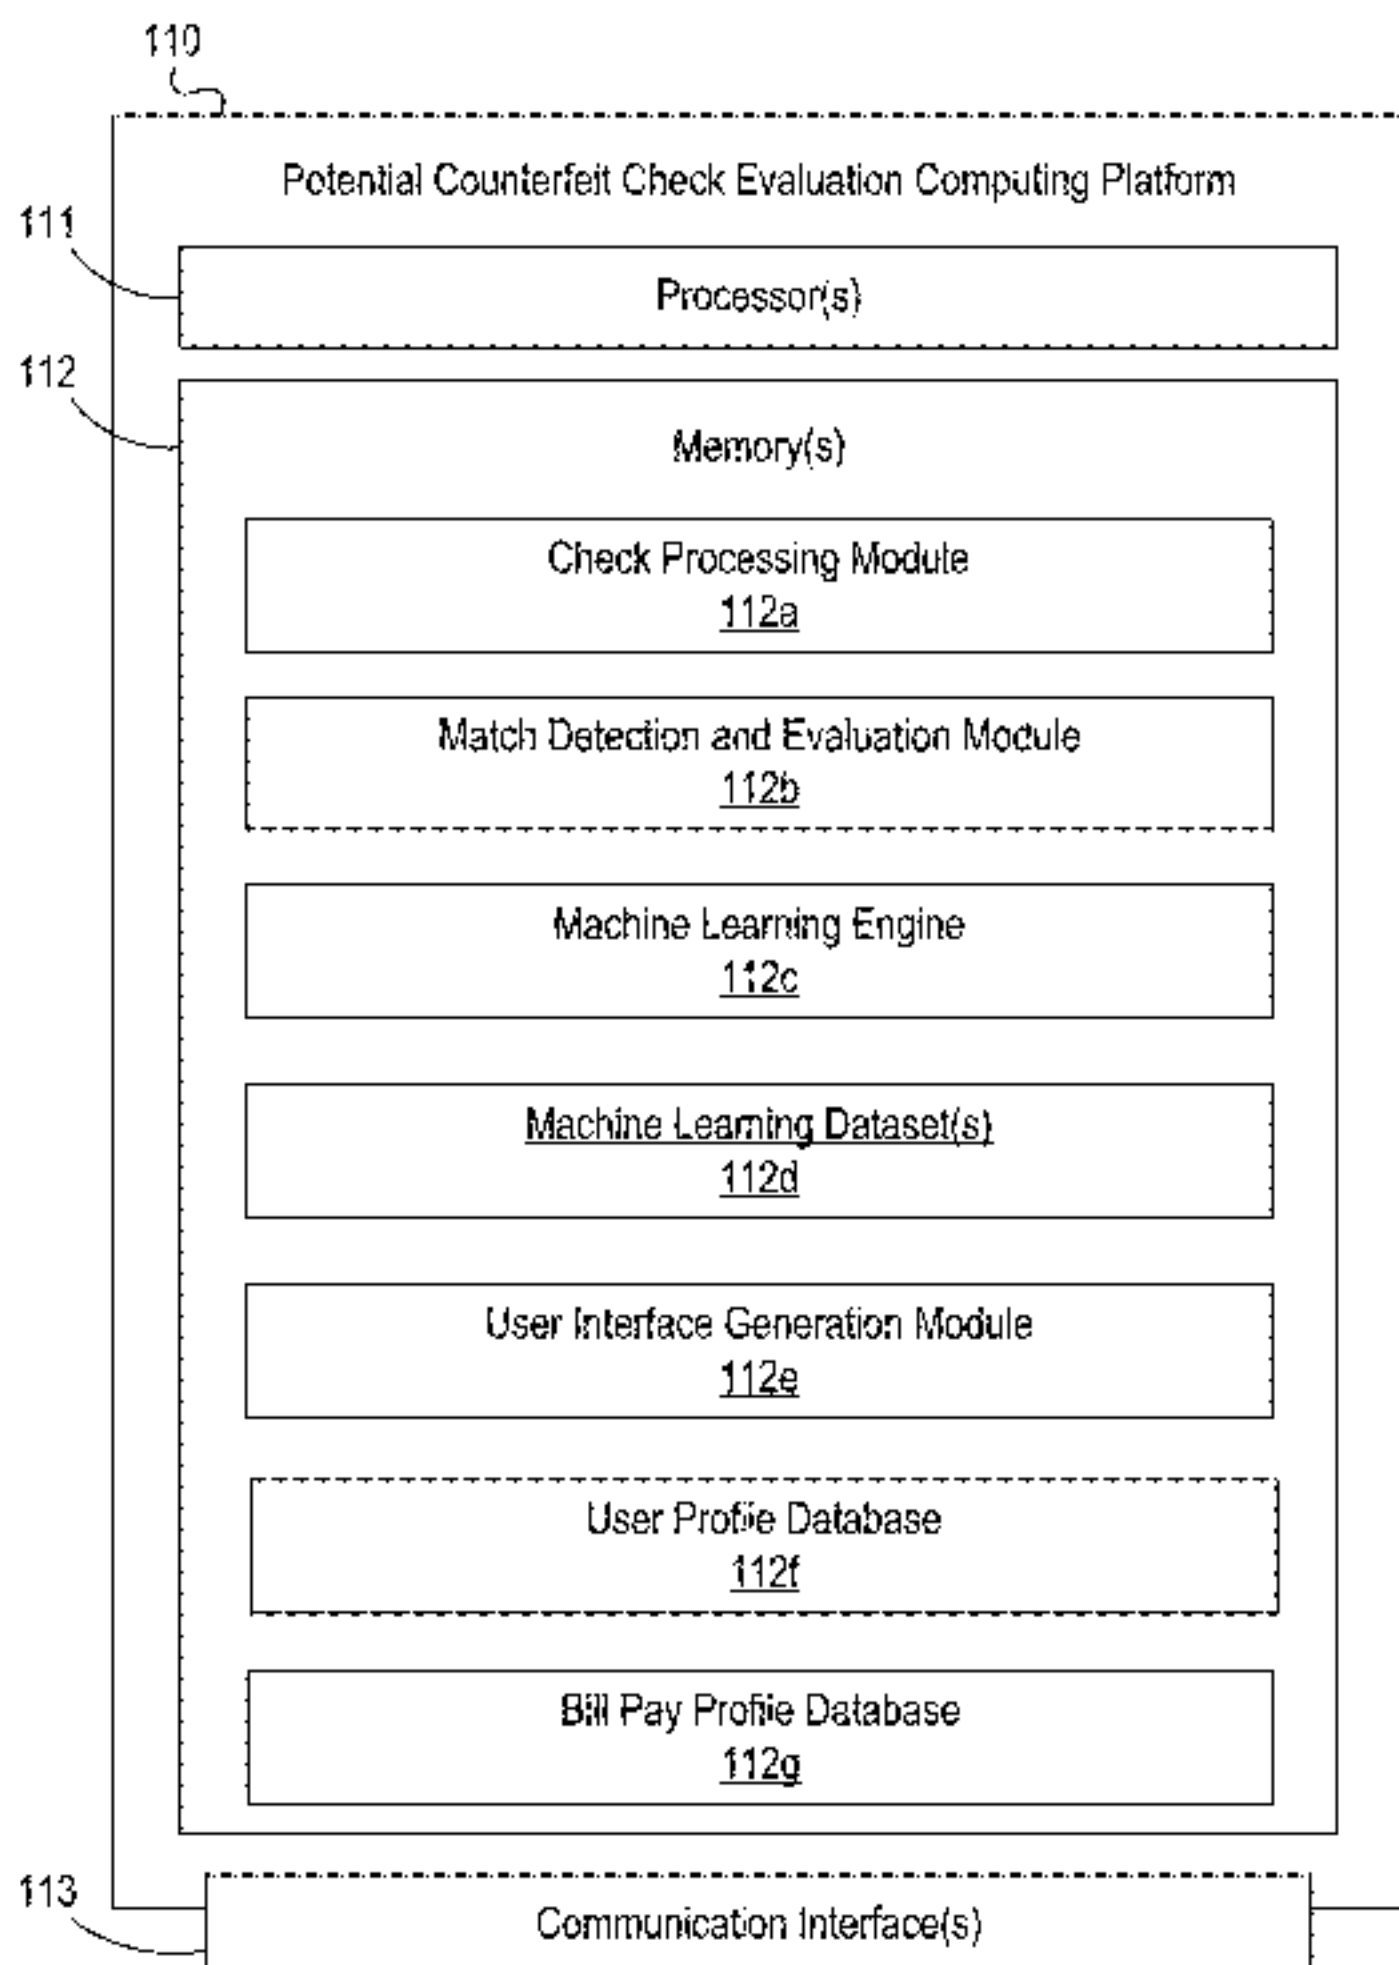 110
Potential Counterfeit Check Evaluation Computing Platform
111
Processor(s)
112
Memory(s)
Check Processing Module
112a
Match Detection and Evaluation Module
112b
Machine Learning Engine
112c
Machine Learning Dataset(s)
112d
User Interface Generation Module
112e
User Profile Database
112f
Bill Pay Profile Database
112g
113
Communication Interface(s)